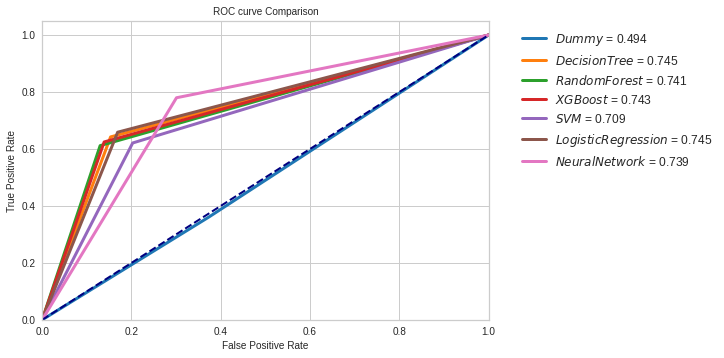 ROC curve Comparison
True Positive Rate
1.0
0.8
0.6
0.4
0.2
0.0
0.0 0.2 0.4 0.6 0.8 1.0
False Positive Rate
Dummy = 0.494
DecisionTree = 0.745
RandomForest = 0.741
XGBoost = 0.743
SVM = 0.709
LogisticRegression = 0.745
NeuralNetwork = 0.739